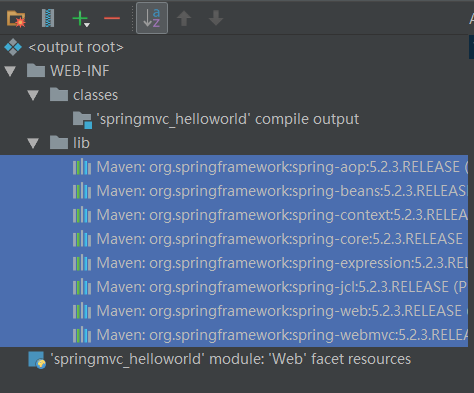 <output root>
WEB-INF
classes
'springmvc_helloworld' compile output
lib
Maven: org.springframework:spring-aop:5.2.3.RELEASE (
Maven: org.springframework:spring-beans:5.2.3.RELEASE
Maven: org.springframework:spring-context:5.2.3.RELEAS
Maven: org.springframework:spring-core:5.2.3.RELEASE
Maven: org.springframework:spring-expression:5.2.3.REL
Maven: org.springframework:spring-jcl:5.2.3.RELEASE (P
Maven: org.springframework:spring-web:5.2.3.RELEASE (
Maven: org.springframework:spring-webmvc:5.2.3.RELEA
'springmvc_helloworld' module: 'Web' facet resources